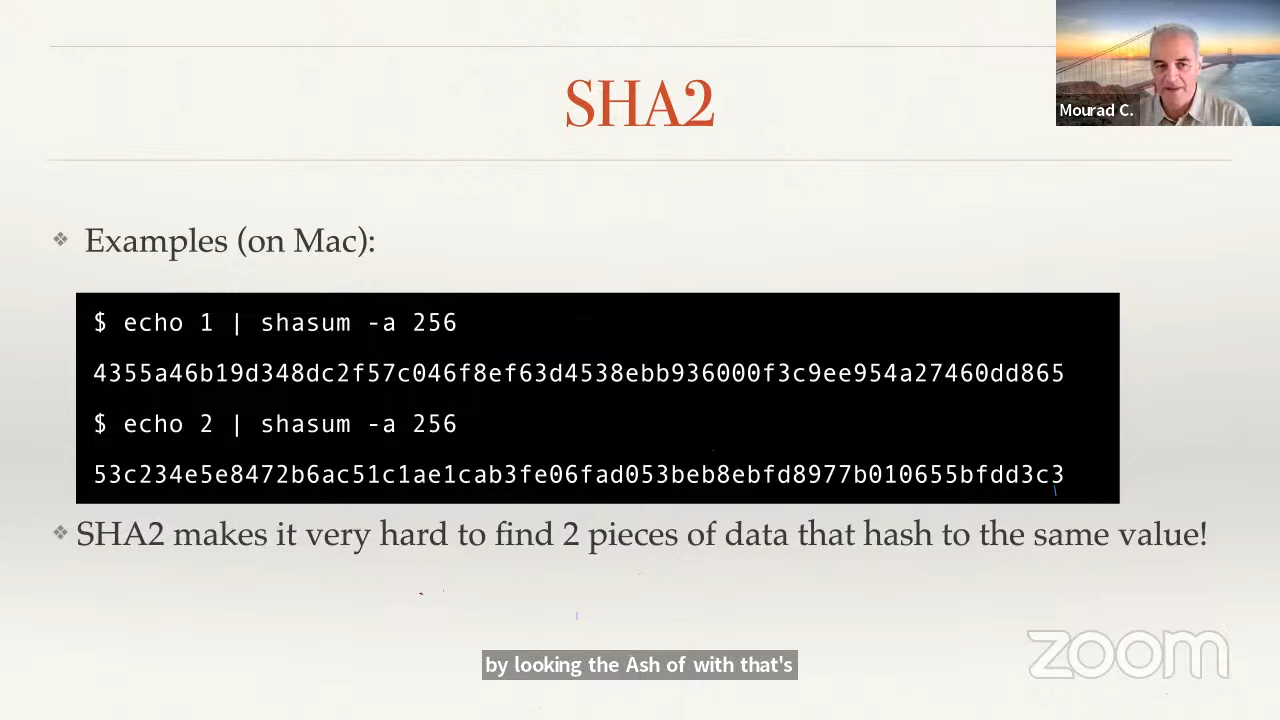 SHA2
Mourad C.
Examples (on Mac):
$ echo 1 | shasum -a 256
4355a46b19d348dc2f57c046f8ef63d4538ebb936000f3c9ee954a27460dd865
$ echo 2 | shasum -a 256
53c234e5e8472b6ac51c1ae1cab3fe06fad053beb8ebfd8977b010655bfdd3c3
SHA2 makes it very hard to find 2 pieces of data that hash to the same value!
zoom
by looking the Ash of with that's